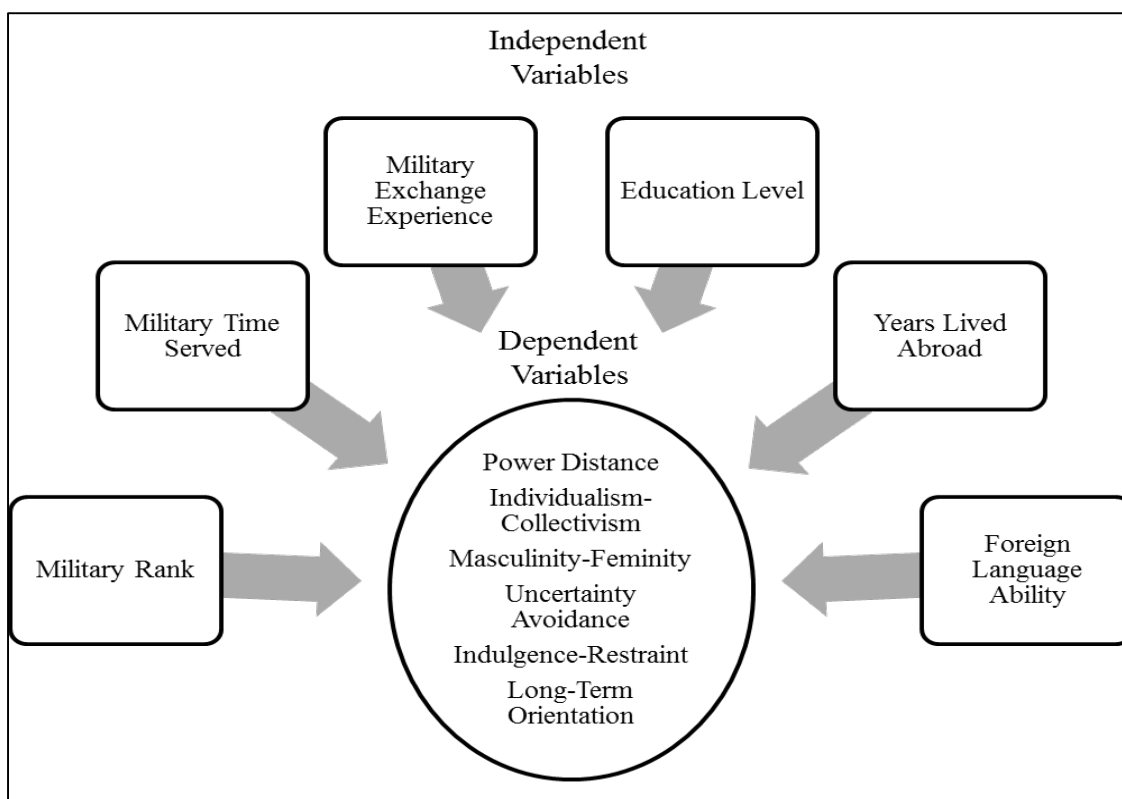 Independent
Variables
Military
Exchange
Experience
Education Level
Military Time
Served
Years Lived
Abroad
Military Rank
Foreign
Language
Ability
Dependent
Variables
Power Distance
Individualism-
Collectivism
Masculinity-Feminity
Uncertainty
Avoidance
Indulgence-Restraint
Long-Term
Orientation